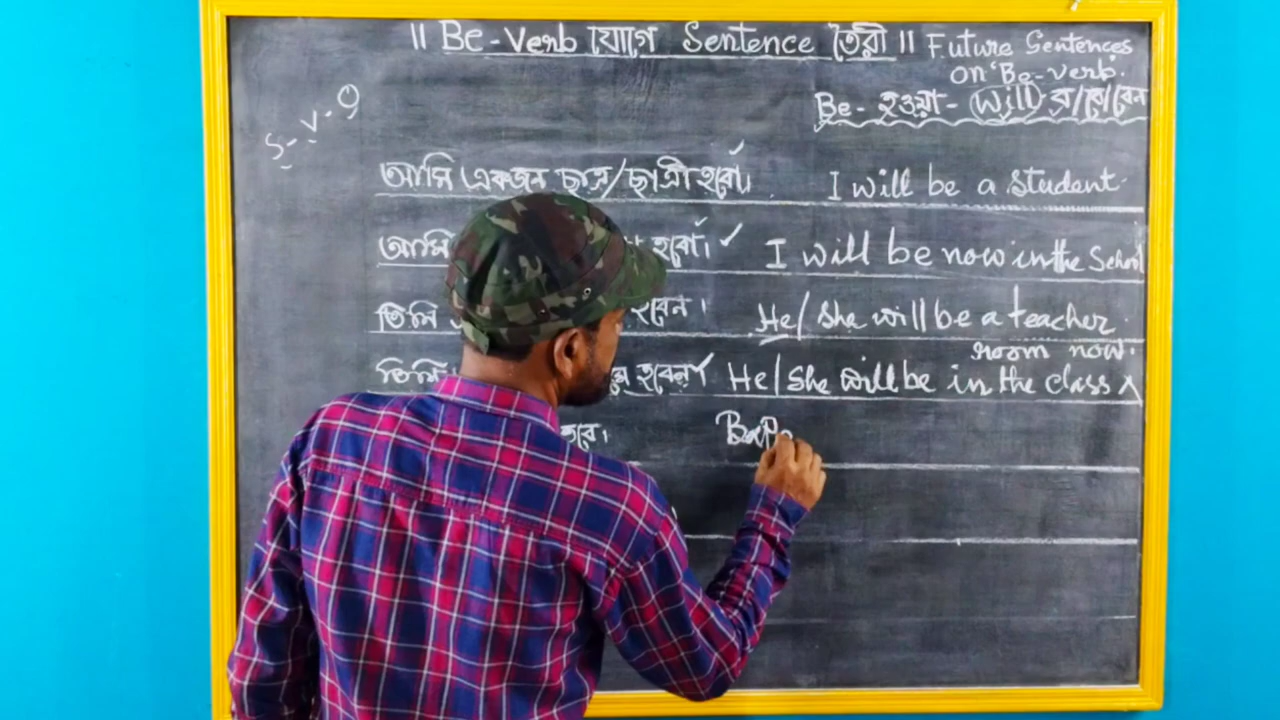 ॥ Be-Verb যোগে Sentence তৈরী ॥ Future Sentences
on 'Be-verb.
Be - হওয়া - Will - ব/বে/বেন
S - V - 9
আমি একজন ছাত্র/ছাত্রী হবো। I will be a student.
আমি হবো। I will be now in the School
তিনি হবেন। He/She will be a teacher.
room now.
তিনি হবেন He/She will be in the class ^
হবে।